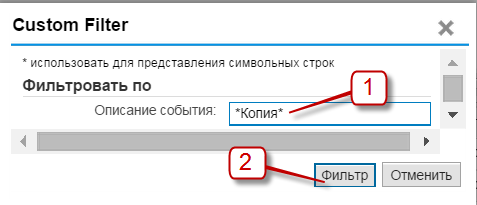 Custom Filter
* использовать для представления символьных строк
Фильтровать по
Описание события: *Копия*
1
2
Фильтр Отменить